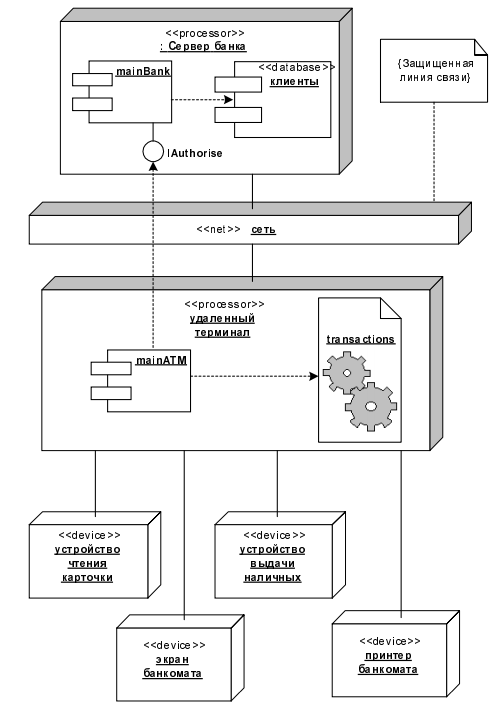 <<processor>>
: Сервер банка
mainBank
<<database>>
клиенты
IAuthorise
{Защищенная
линия связи}
<<net>> сеть
<<processor>>
удаленный
терминал
transactions
mainATM
<<device>>
устройство
чтения
карточки
<<device>>
устройство
выдачи
наличных
<<device>>
экран
банкомата
<<device>>
принтер
банкомата